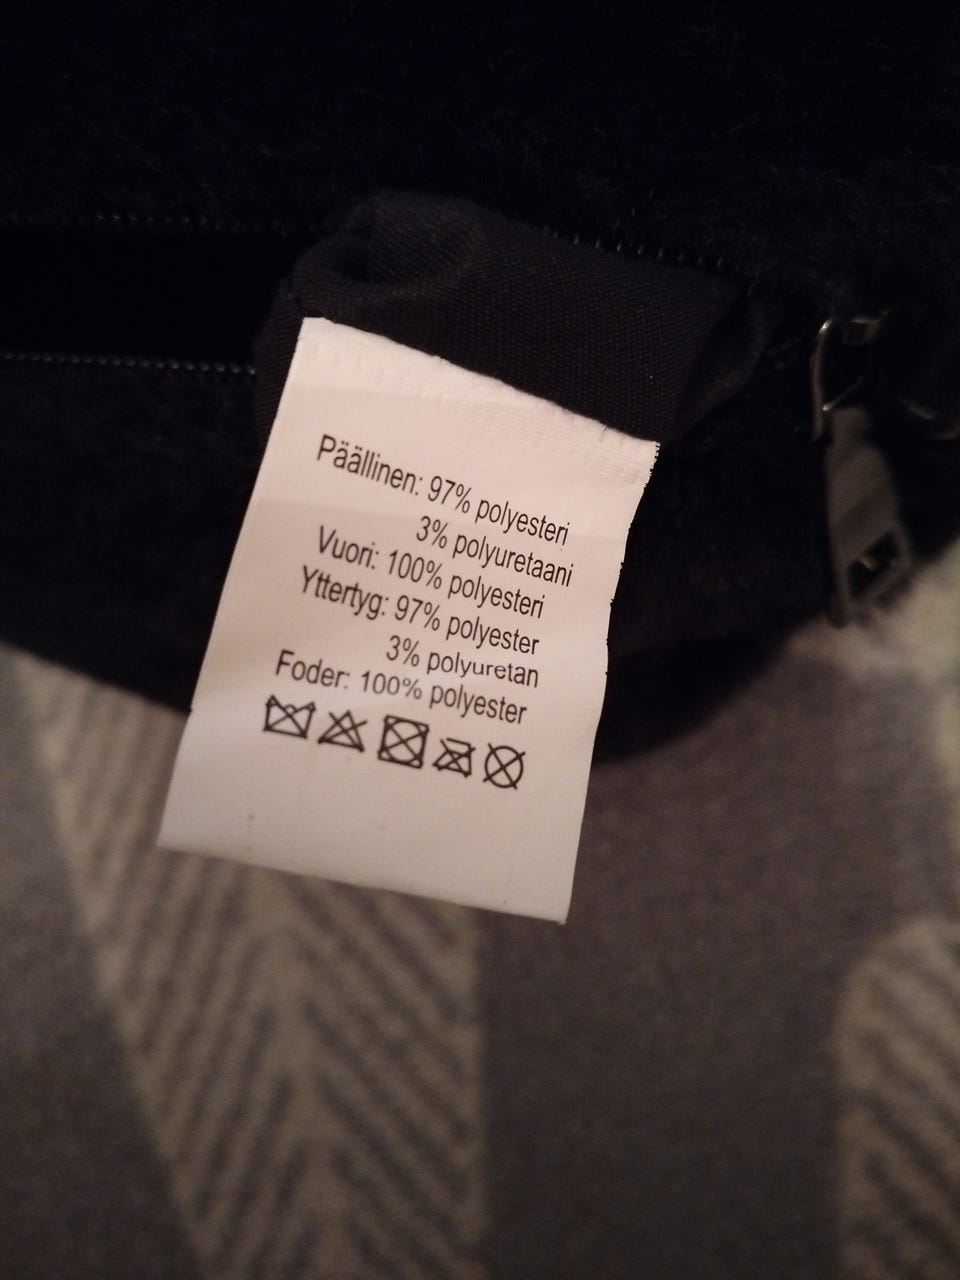 Päällinen: 97% polyesteri
3% polyuretaani
Vuori: 100% polyesteri
Yttertyg: 97% polyester
3% polyuretan
Foder: 100% polyester